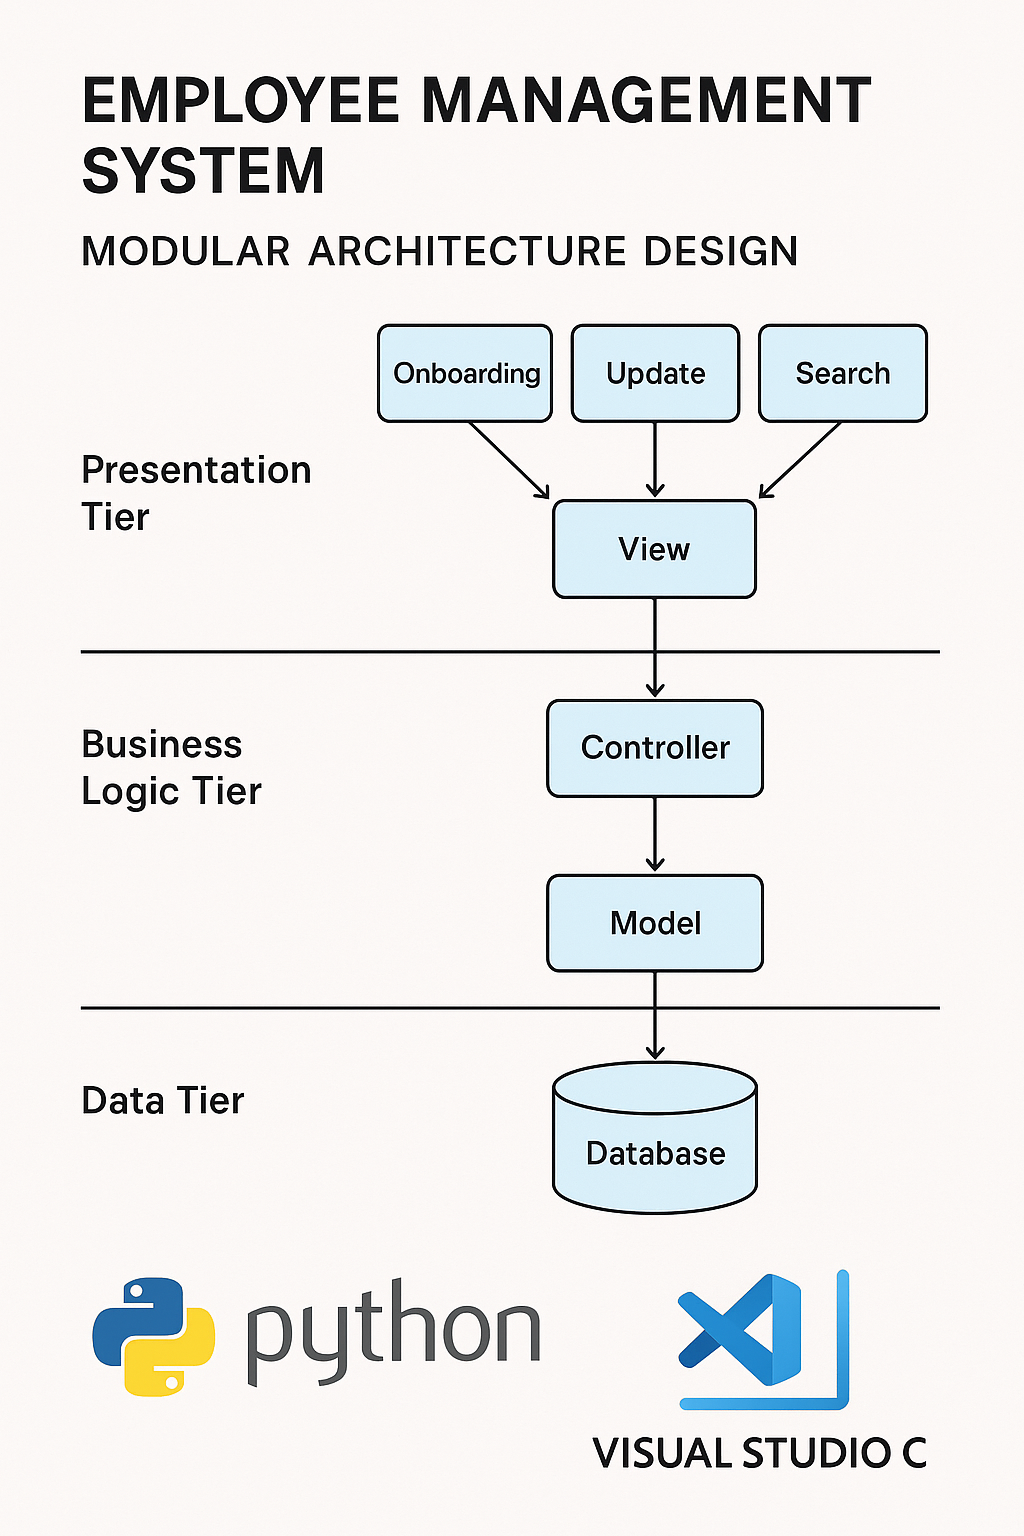 EMPLOYEE MANAGEMENT
SYSTEM
MODULAR ARCHITECTURE DESIGN
Onboarding
Update
Search
Presentation
Tier
View
Business
Logic Tier
Controller
Model
Data Tier
Database
python
VISUAL STUDIO C